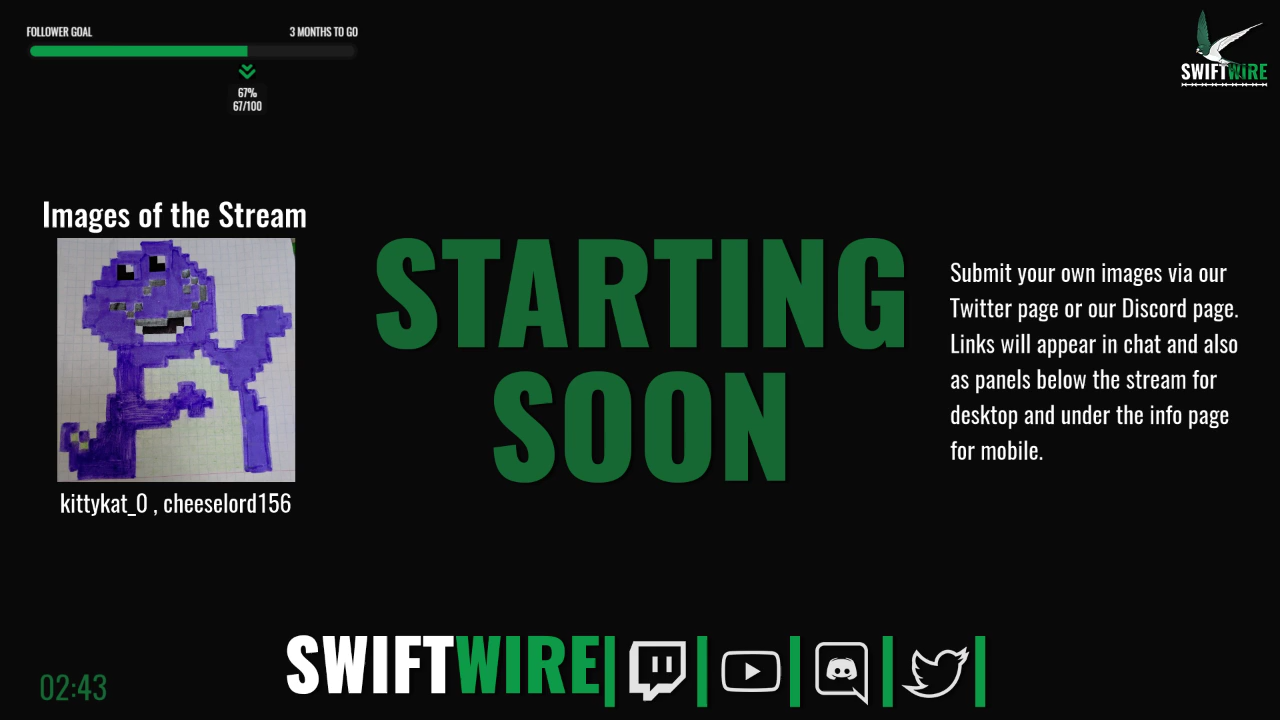 FOLLOWER GOAL 3 MONTHS TO GO
67%
67/100
SWIFTWIRE
Images of the Stream
kittykat_0 , cheeselord156
STARTING
SOON
Submit your own images via our
Twitter page or our Discord page.
Links will appear in chat and also
as panels below the stream for
desktop and under the info page
for mobile.
02:43
SWIFTWIRE